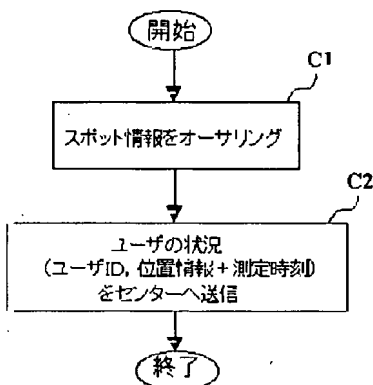 開始
C1
スポット情報をオーサリング
C2
ユーザの状況
(ユーザID, 位置情報 + 測定時刻)
をセンターへ送信
終了